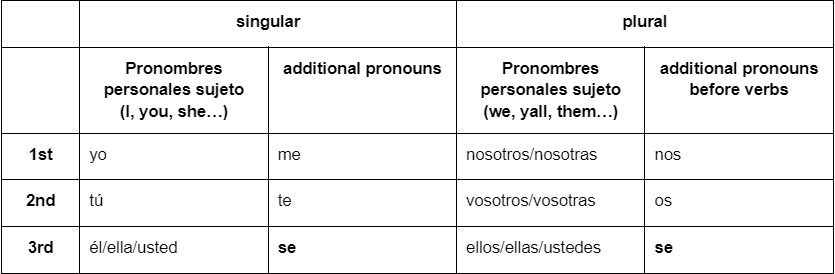 singular plural
Pronombres personales sujeto (I, you, she…) additional pronouns Pronombres personales sujeto (we, yall, them…) additional pronouns before verbs
1st yo me nosotros/nosotras nos
2nd tú te vosotros/vosotras os
3rd él/ella/usted se ellos/ellas/ustedes se